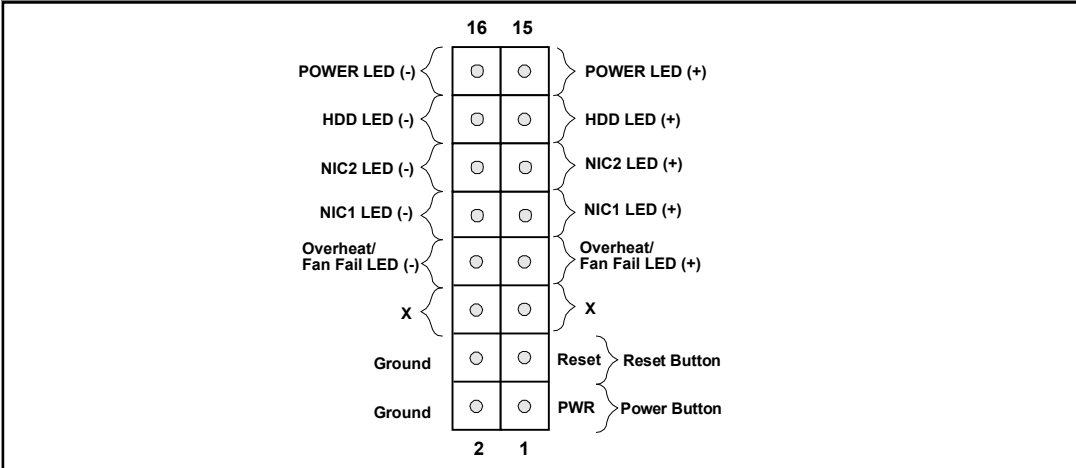 16 15
POWER LED (-) POWER LED (+)
HDD LED (-) HDD LED (+)
NIC2 LED (-) NIC2 LED (+)
NIC1 LED (-) NIC1 LED (+)
Overheat/ Overheat/
Fan Fail LED (-) Fan Fail LED (+)
X X
Ground Reset Reset Button
Ground PWR Power Button
2 1